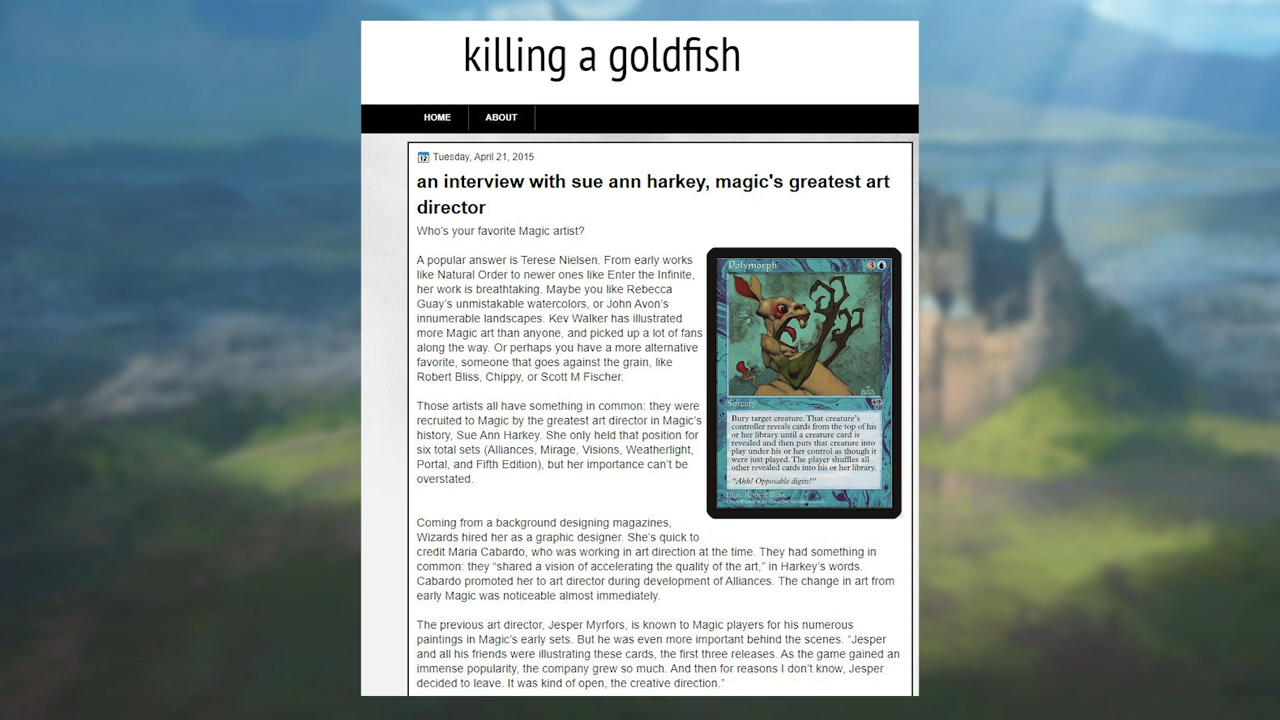 killing a goldfish
HOME
ABOUT
12
Tuesday, April 21, 2015
an interview with sue ann harkey, magic's greatest art
director
Who's your favorite Magic artist?
A popular answer is Terese Nielsen. From early works
like Natural Order to newer ones like Enter the Infinite,
her work is breathtaking. Maybe you like Rebecca
Guay's unmistakable watercolors, or John Avon's
innumerable landscapes. Kev Walker has illustrated
more Magic art than anyone, and picked up a lot of fans
along the way. Or perhaps you have a more alternative
favorite, someone that goes against the grain, like
Robert Bliss, Chippy, or Scott M Fischer.
Those artists all have something in common: they were
recruited to Magic by the greatest art director in Magic's
history, Sue Ann Harkey. She only held that position for
six total sets (Alliances, Mirage, Visions, Weatherlight,
Portal, and Fifth Edition), but her importance can't be
overstated.
Polymorph
3
Sorcery
Bury target creature. That creature's
controller reveals cards from the top of his
or her library until a creature card is
revealed and then puts that creature into
play under his or her control as though it
were just played. The player shuffles all
other revealed cards into his or her library.
"Ahh! Opposable digits!"
Illus. Robert Bliss
Coming from a background designing magazines,
Wizards hired her as a graphic designer. She's quick to
credit Maria Cabardo, who was working in art direction at the time. They had something in
common: they “shared a vision of accelerating the quality of the art,” in Harkey's words.
Cabardo promoted her to art director during development of Alliances. The change in art from
early Magic was noticeable almost immediately.
The previous art director, Jesper Myrfors, is known to Magic players for his numerous
paintings in Magic's early sets. But he was even more important behind the scenes. “Jesper
and all his friends were illustrating these cards, the first three releases. As the game gained an
immense popularity, the company grew so much. And then for reasons I don't know, Jesper
decided to leave. It was kind of open, the creative direction.”